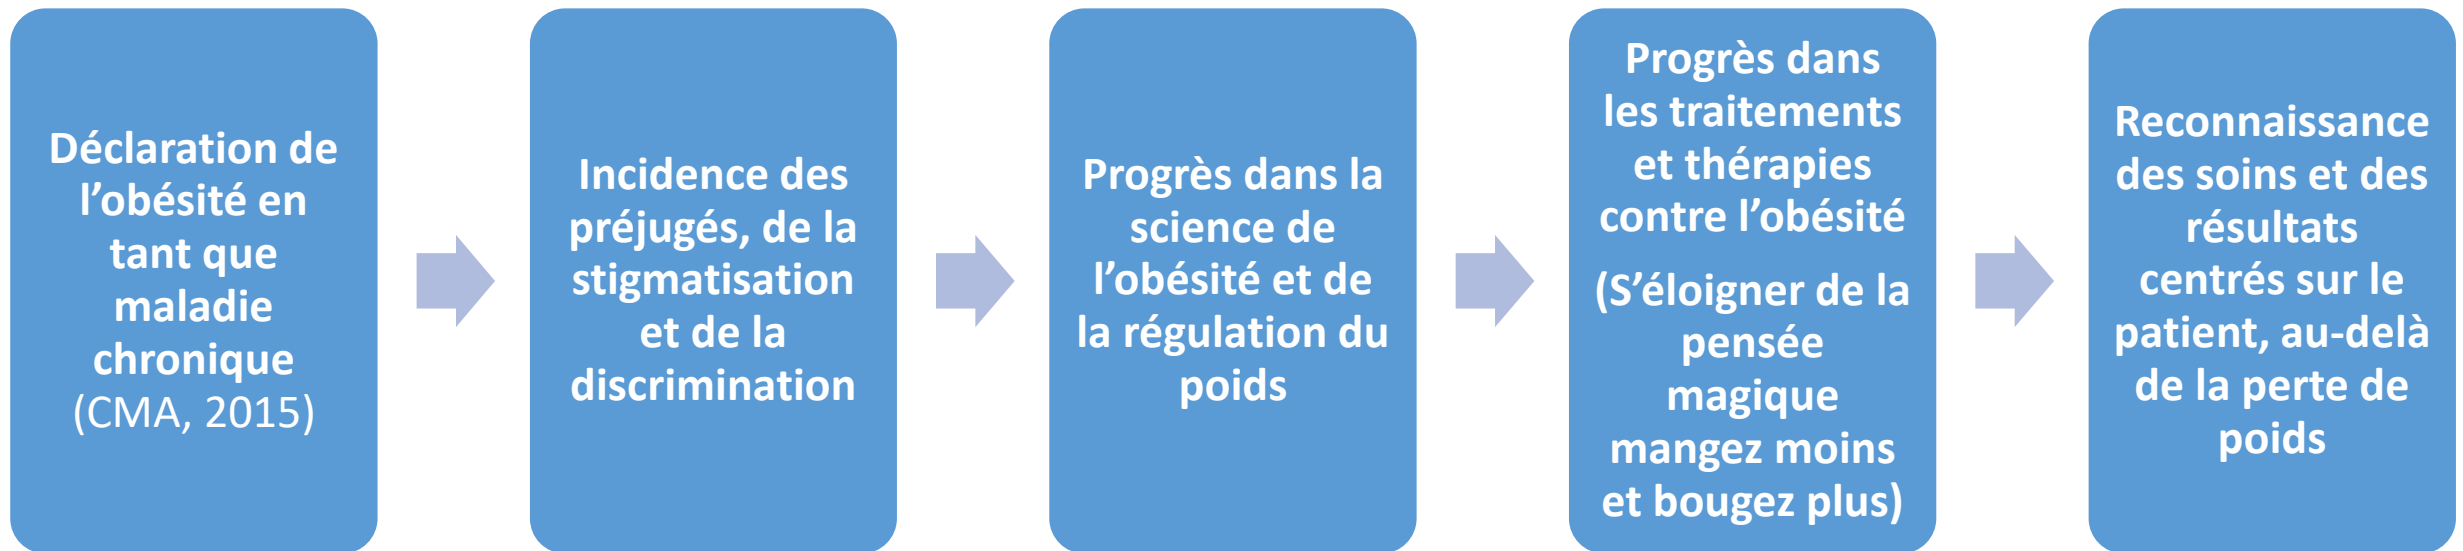 Déclaration de
l’obésité en
tant que
maladie
chronique
(CMA, 2015)
Incidence des
préjugés, de la
stigmatisation
et de la
discrimination
Progrès dans la
science de
l’obésité et de
la régulation du
poids
Progrès dans
les traitements
et thérapies
contre l’obésité
(S’éloigner de la
pensée
magique
mangez moins
et bougez plus)
Reconnaissance
des soins et des
résultats
centrés sur le
patient, au-delà
de la perte de
poids